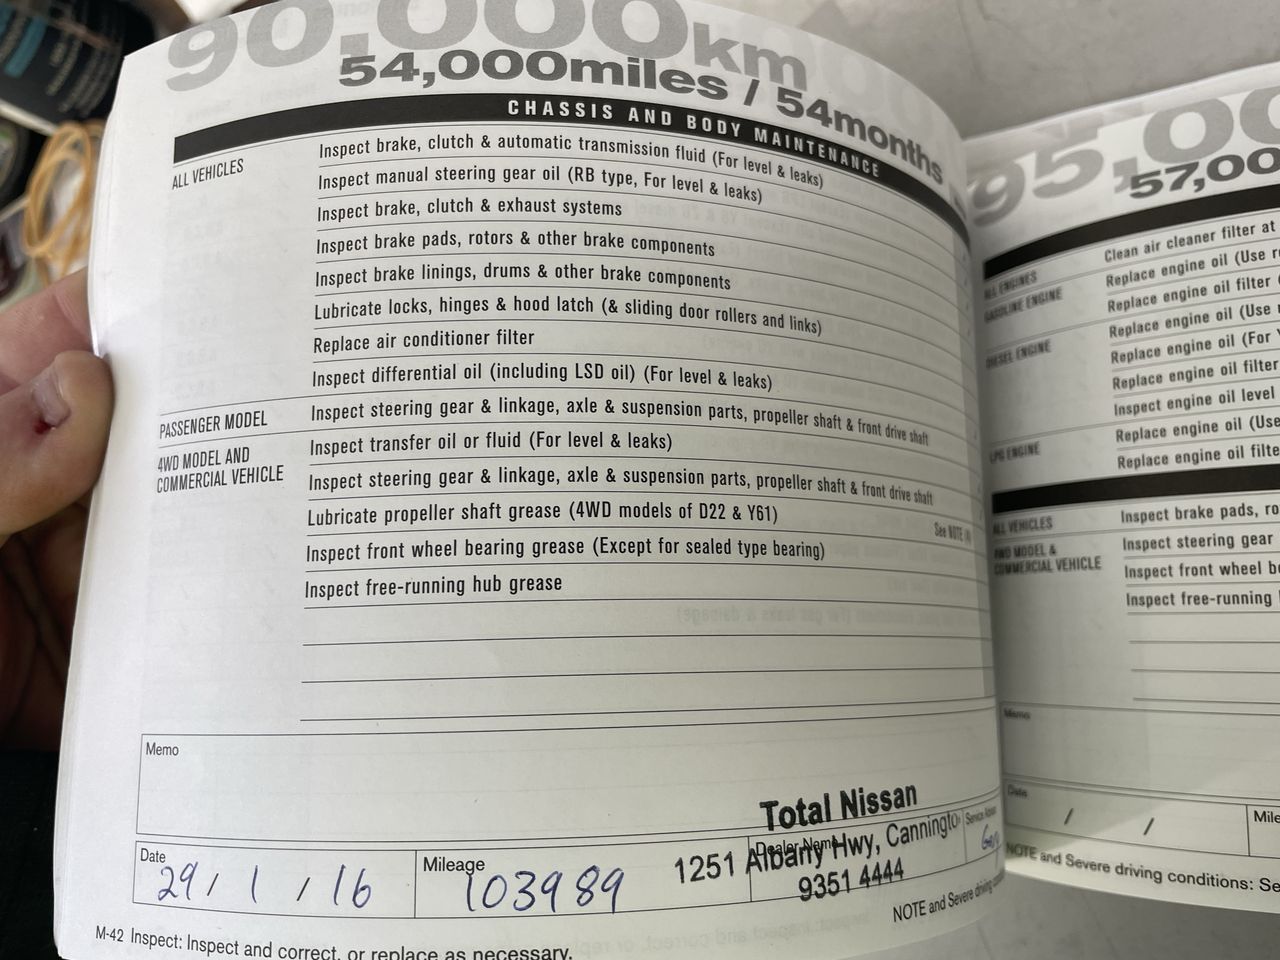 90,000km
54,000miles / 54months
CHASSIS AND BODY MAINTENANCE
ALL VEHICLES
Inspect brake, clutch & automatic transmission fluid (For level & leaks)
Inspect manual steering gear oil (RB type, For level & leaks)
Inspect brake, clutch & exhaust systems
Inspect brake pads, rotors & other brake components
Inspect brake linings, drums & other brake components
Lubricate locks, hinges & hood latch (& sliding door rollers and links)
Replace air conditioner filter
Inspect differential oil (including LSD oil) (For level & leaks)
PASSENGER MODEL
Inspect steering gear & linkage, axle & suspension parts, propeller shaft & front drive shaft
4WD MODEL AND
COMMERCIAL VEHICLE
Inspect transfer oil or fluid (For level & leaks)
Inspect steering gear & linkage, axle & suspension parts, propeller shaft & front drive shaft
Lubricate propeller shaft grease (4WD models of D22 & Y61)
See NOTE
Inspect front wheel bearing grease (Except for sealed type bearing)
Inspect free-running hub grease
Memo
Date
29 / 1 / 16
Mileage
103989
Dealer Name
Total Nissan
1251 Albany Hwy, Canningto
9351 4444
Service
NOTE and Severe driving
M-42 Inspect: Inspect and correct, or replace as necessary.
95,00
57,00
ALL ENGINES
Clean air cleaner filter at
GASOLINE ENGINE
Replace engine oil (Use
Replace engine oil filter (
DIESEL ENGINE
Replace engine oil (Use
Replace engine oil (For
Replace engine oil filter
Inspect engine oil level
LPG ENGINE
Replace engine oil (Use
Replace engine oil filte
ALL VEHICLES
Inspect brake pads, ro
4WD MODEL &
COMMERCIAL VEHICLE
Inspect steering gear
Inspect front wheel be
Inspect free-running
Memo
Date
/ /
Mile
NOTE and Severe driving conditions: Se